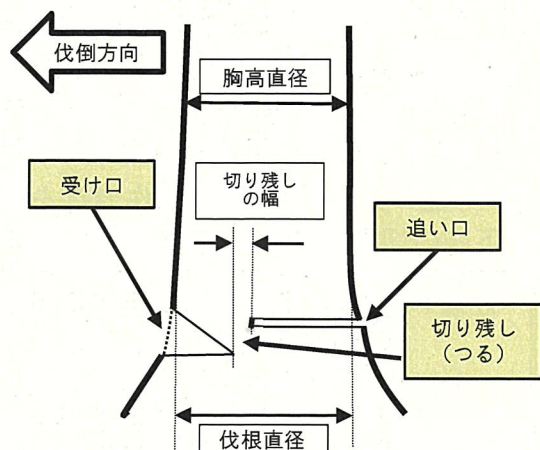 伐倒方向
胸高直径
受け口
切り残し
の幅
追い口
切り残し
（つる）
伐根直径